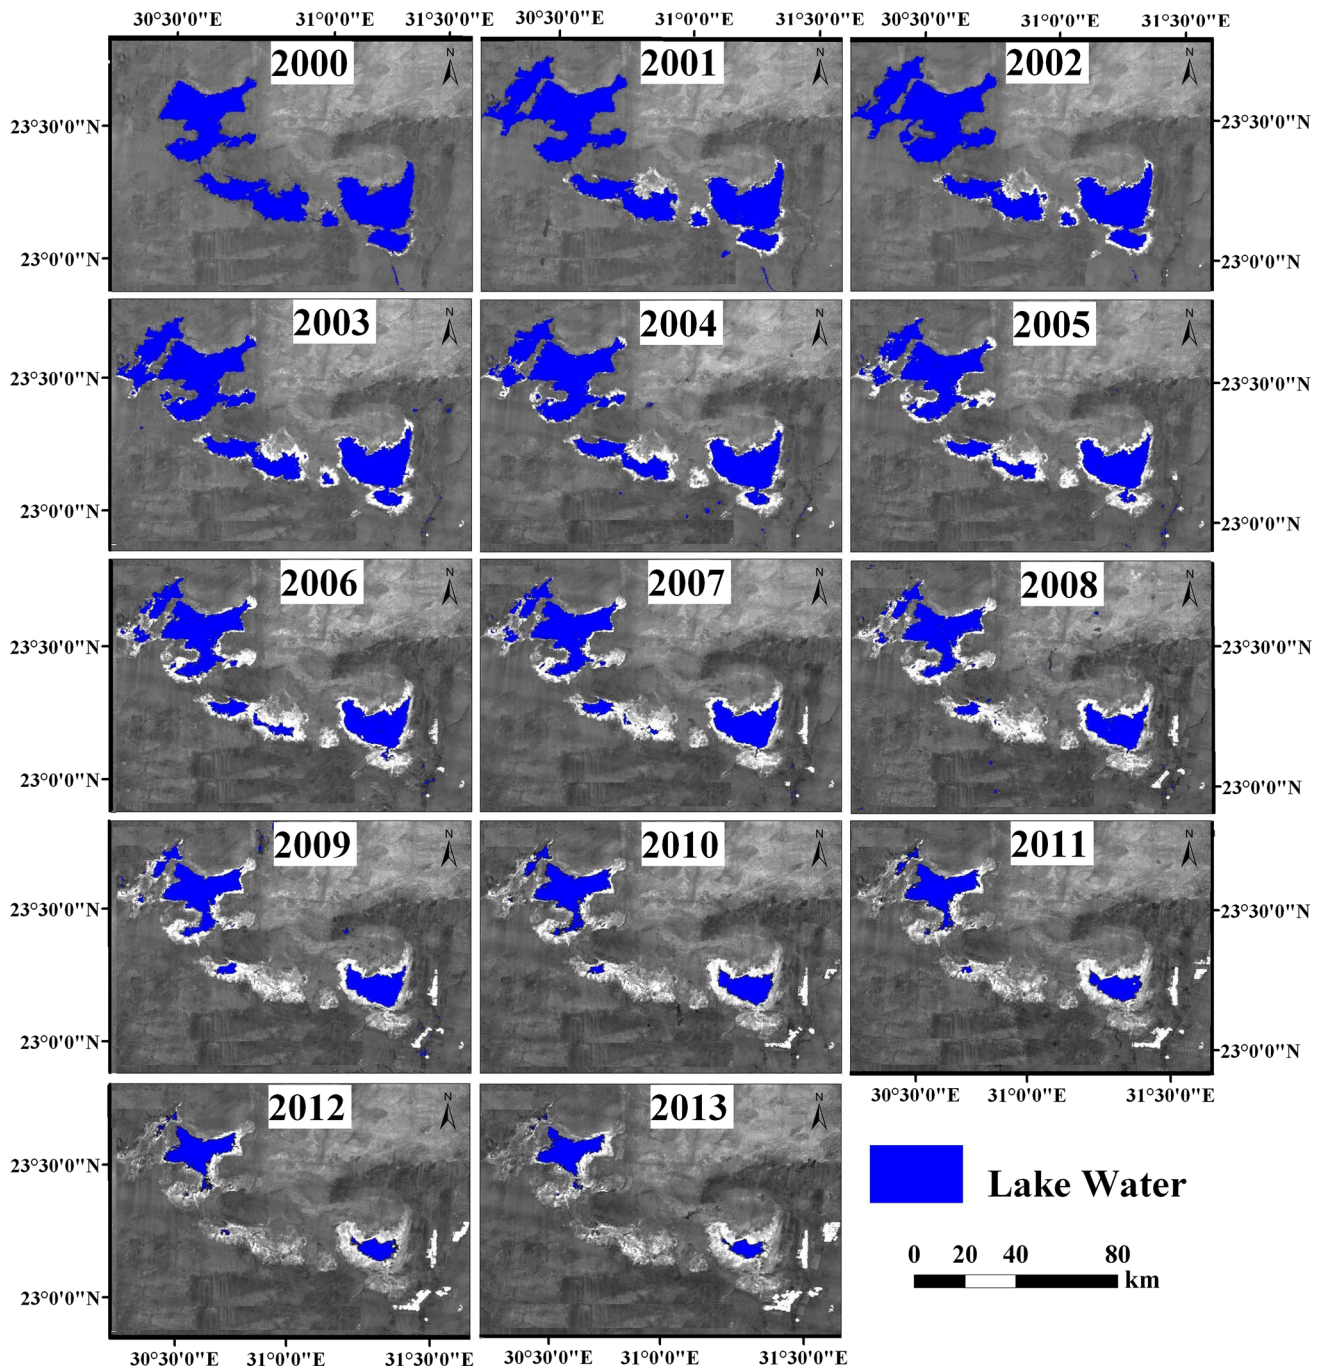 30°30'0"E 31°0'0"E 31°30'0"E 30°30'0"E 31°0'0"E 31°30'0"E 30°30'0"E 31°0'0"E 31°30'0"E
2000 N 2001 N 2002 N
23°30'0"N 23°30'0"N
23°0'0"N 23°0'0"N
2003 N 2004 N 2005 N
23°30'0"N 23°30'0"N
23°0'0"N 23°0'0"N
2006 N 2007 N 2008 N
23°30'0"N 23°30'0"N
23°0'0"N 23°0'0"N
2009 N 2010 N 2011 N
23°30'0"N 23°30'0"N
23°0'0"N 23°0'0"N
30°30'0"E 31°0'0"E 31°30'0"E
2012 N 2013 N
23°30'0"N
Lake Water
0 20 40 80
km
23°0'0"N
30°30'0"E 31°0'0"E 31°30'0"E 30°30'0"E 31°0'0"E 31°30'0"E